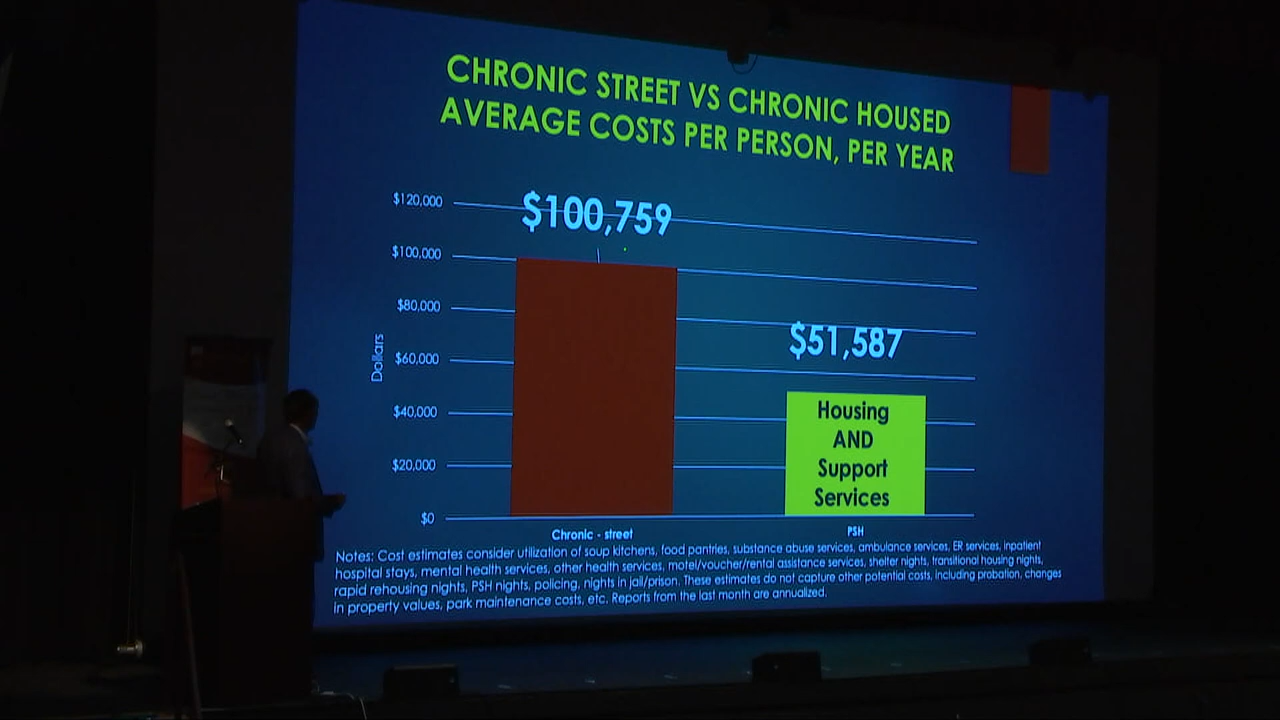 CHRONIC STREET VS CHRONIC HOUSED
AVERAGE COSTS PER PERSON, PER YEAR
$120,000
$100,759
$100,000
$80,000
$51,587
Dollars
$60,000
$40,000
Housing
AND
Support
Services
$20,000
$0
Chronic - street
PSH
Notes: Cost estimates consider utilization of soup kitchens, food pantries, substance abuse services, ambulance services, ER services, inpatient
hospital stays, mental health services, other health services, motel/voucher/rental assistance services, shelter nights, transitional housing nights,
rapid rehousing nights, PSH nights, policing, nights in jail/prison. These estimates do not capture other potential costs, including probation, changes
in property values, park maintenance costs, etc. Reports from the last month are annualized.